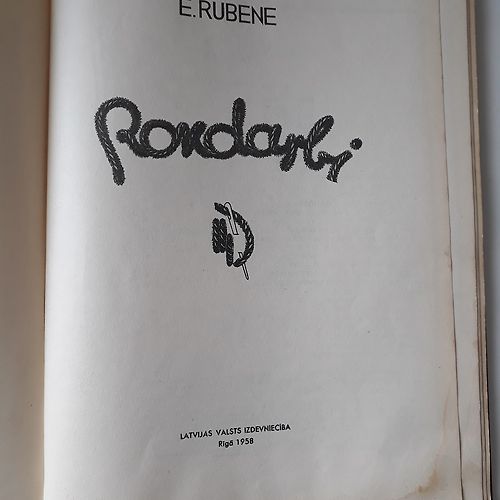 E. RUBENE
Rokdarbi
LATVIJAS VALSTS IZDEVNIECĪBA
Rīgā 1958